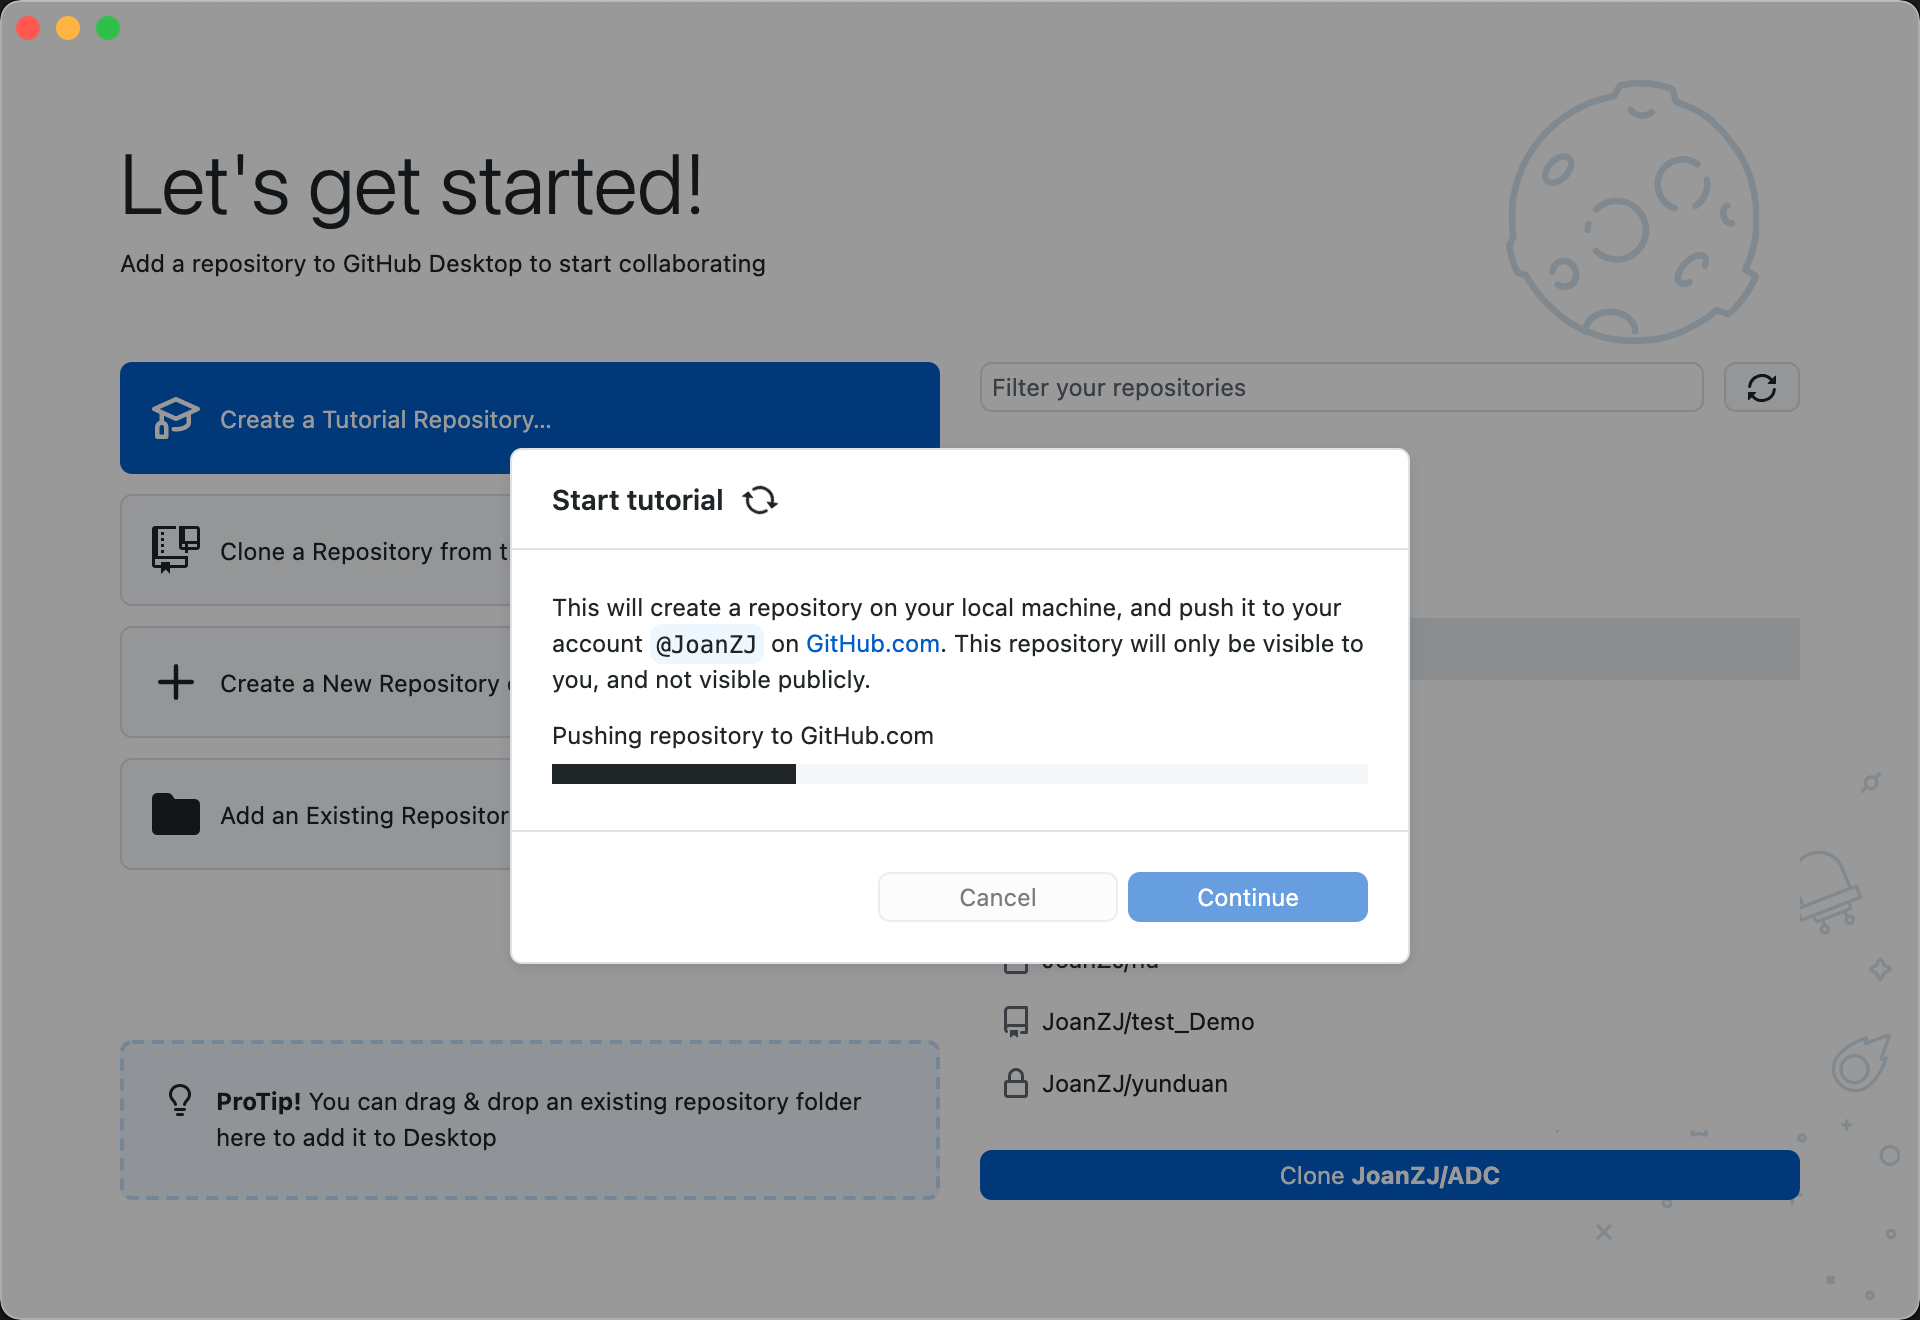 Let's get started!
Add a repository to GitHub Desktop to start collaborating
Create a Tutorial Repository...
Filter your repositories
Clone a Repository from
Create a New Repository
Add an Existing
Start tutorial
This will create a repository on your local machine, and push it to your
account @JoanZJ on GitHub.com. This repository will only be visible to
you, and not visible publicly.
Pushing repository to GitHub.com
Cancel
Continue
JoanZJ/test_Demo
JoanZJ/yunduan
ProTip! You can drag & drop an existing repository folder
here to add it to Desktop
Clone JoanZJ/ADC